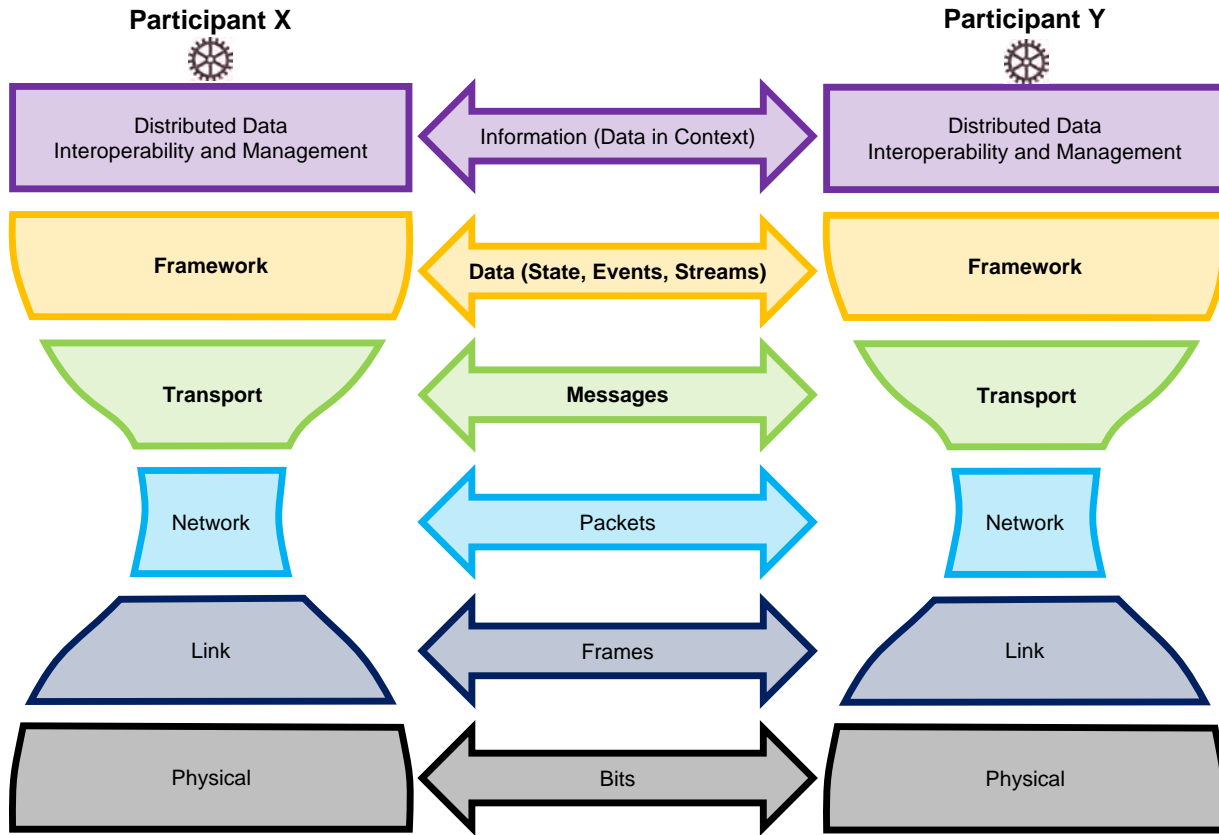 Participant X
Participant Y
Distributed Data
Interoperability and Management
Information (Data in Context)
Distributed Data
Interoperability and Management
Framework
Data (State, Events, Streams)
Framework
Transport
Messages
Transport
Network
Packets
Network
Link
Frames
Link
Physical
Bits
Physical